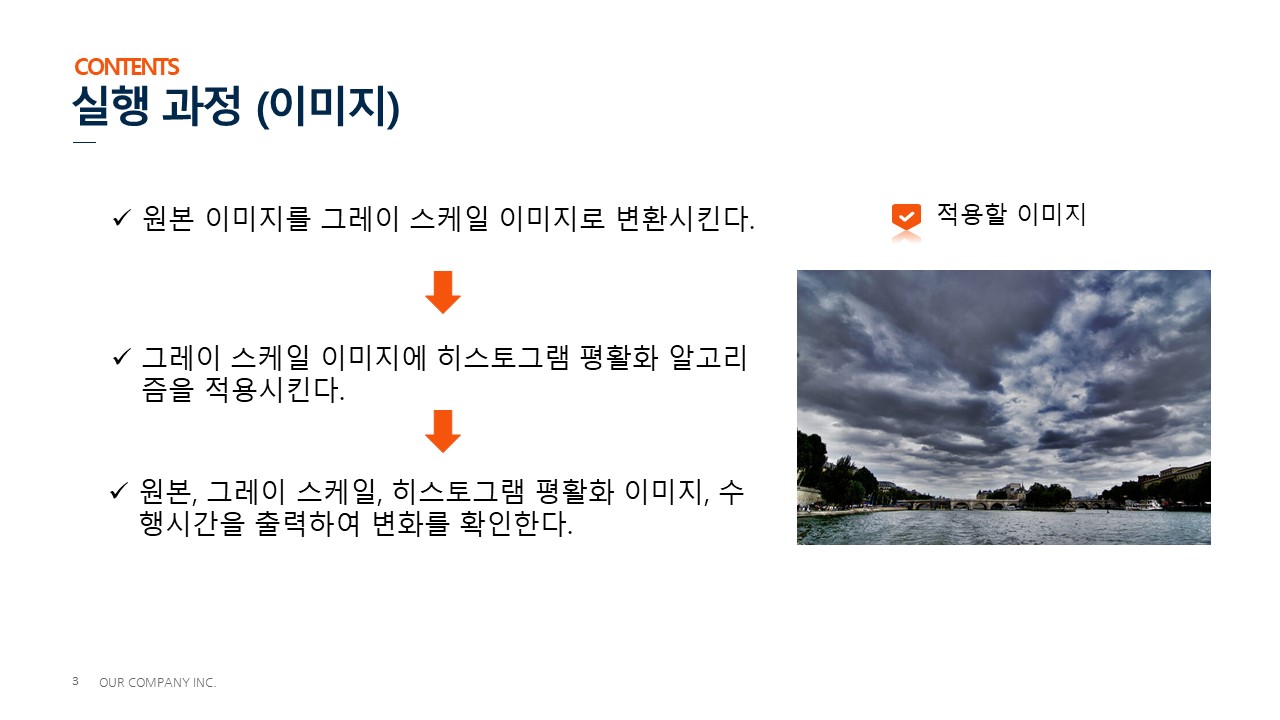 CONTENTS
실행 과정 (이미지)
✓ 원본 이미지를 그레이 스케일 이미지로 변환시킨다.
✓ 그레이 스케일 이미지에 히스토그램 평활화 알고리
즘을 적용시킨다.
✓ 원본, 그레이 스케일, 히스토그램 평활화 이미지, 수
행시간을 출력하여 변화를 확인한다.
적용할 이미지
3 OUR COMPANY INC.